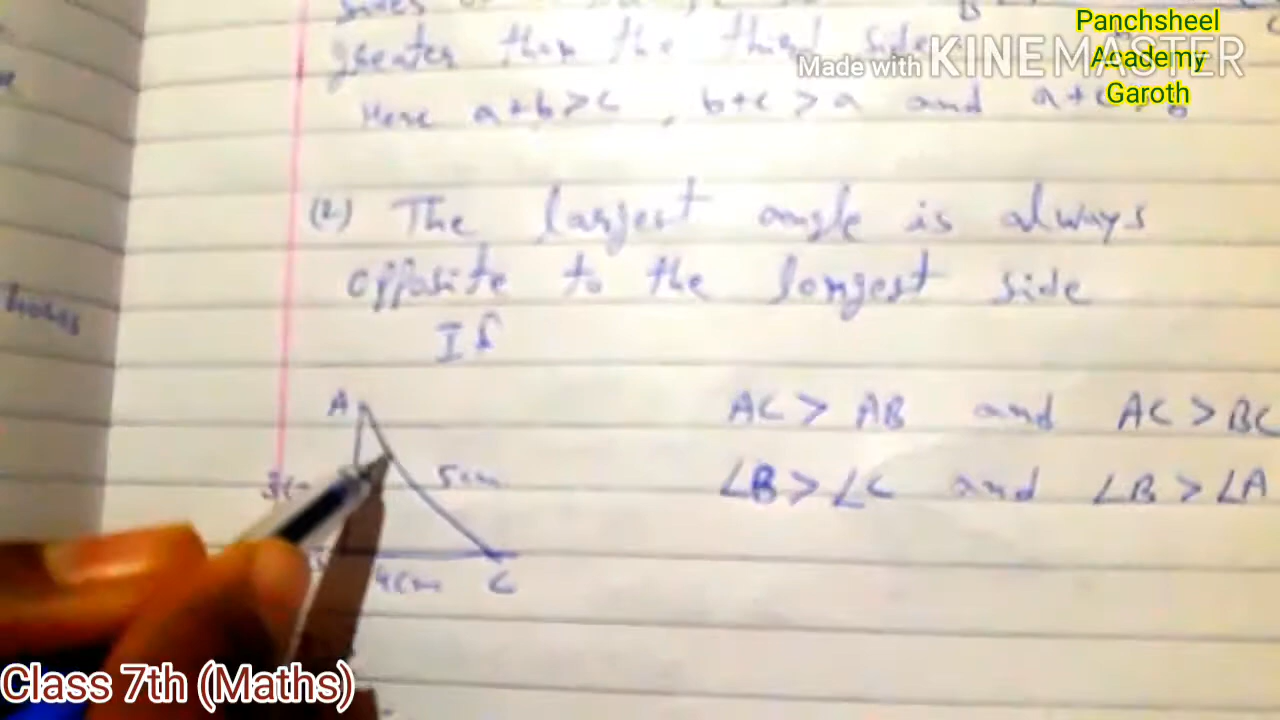 Panchsheel
Academy
Garoth
Made with KINEMASTER
greater than the third side
Here a+b>c , b+c >a and a+c > b
(2) The largest angle is always
opposite to the longest side
If
A
AC > AB and AC > BC
5cm
∠B > ∠C and ∠B > ∠A
4cm C
Class 7th (Maths)